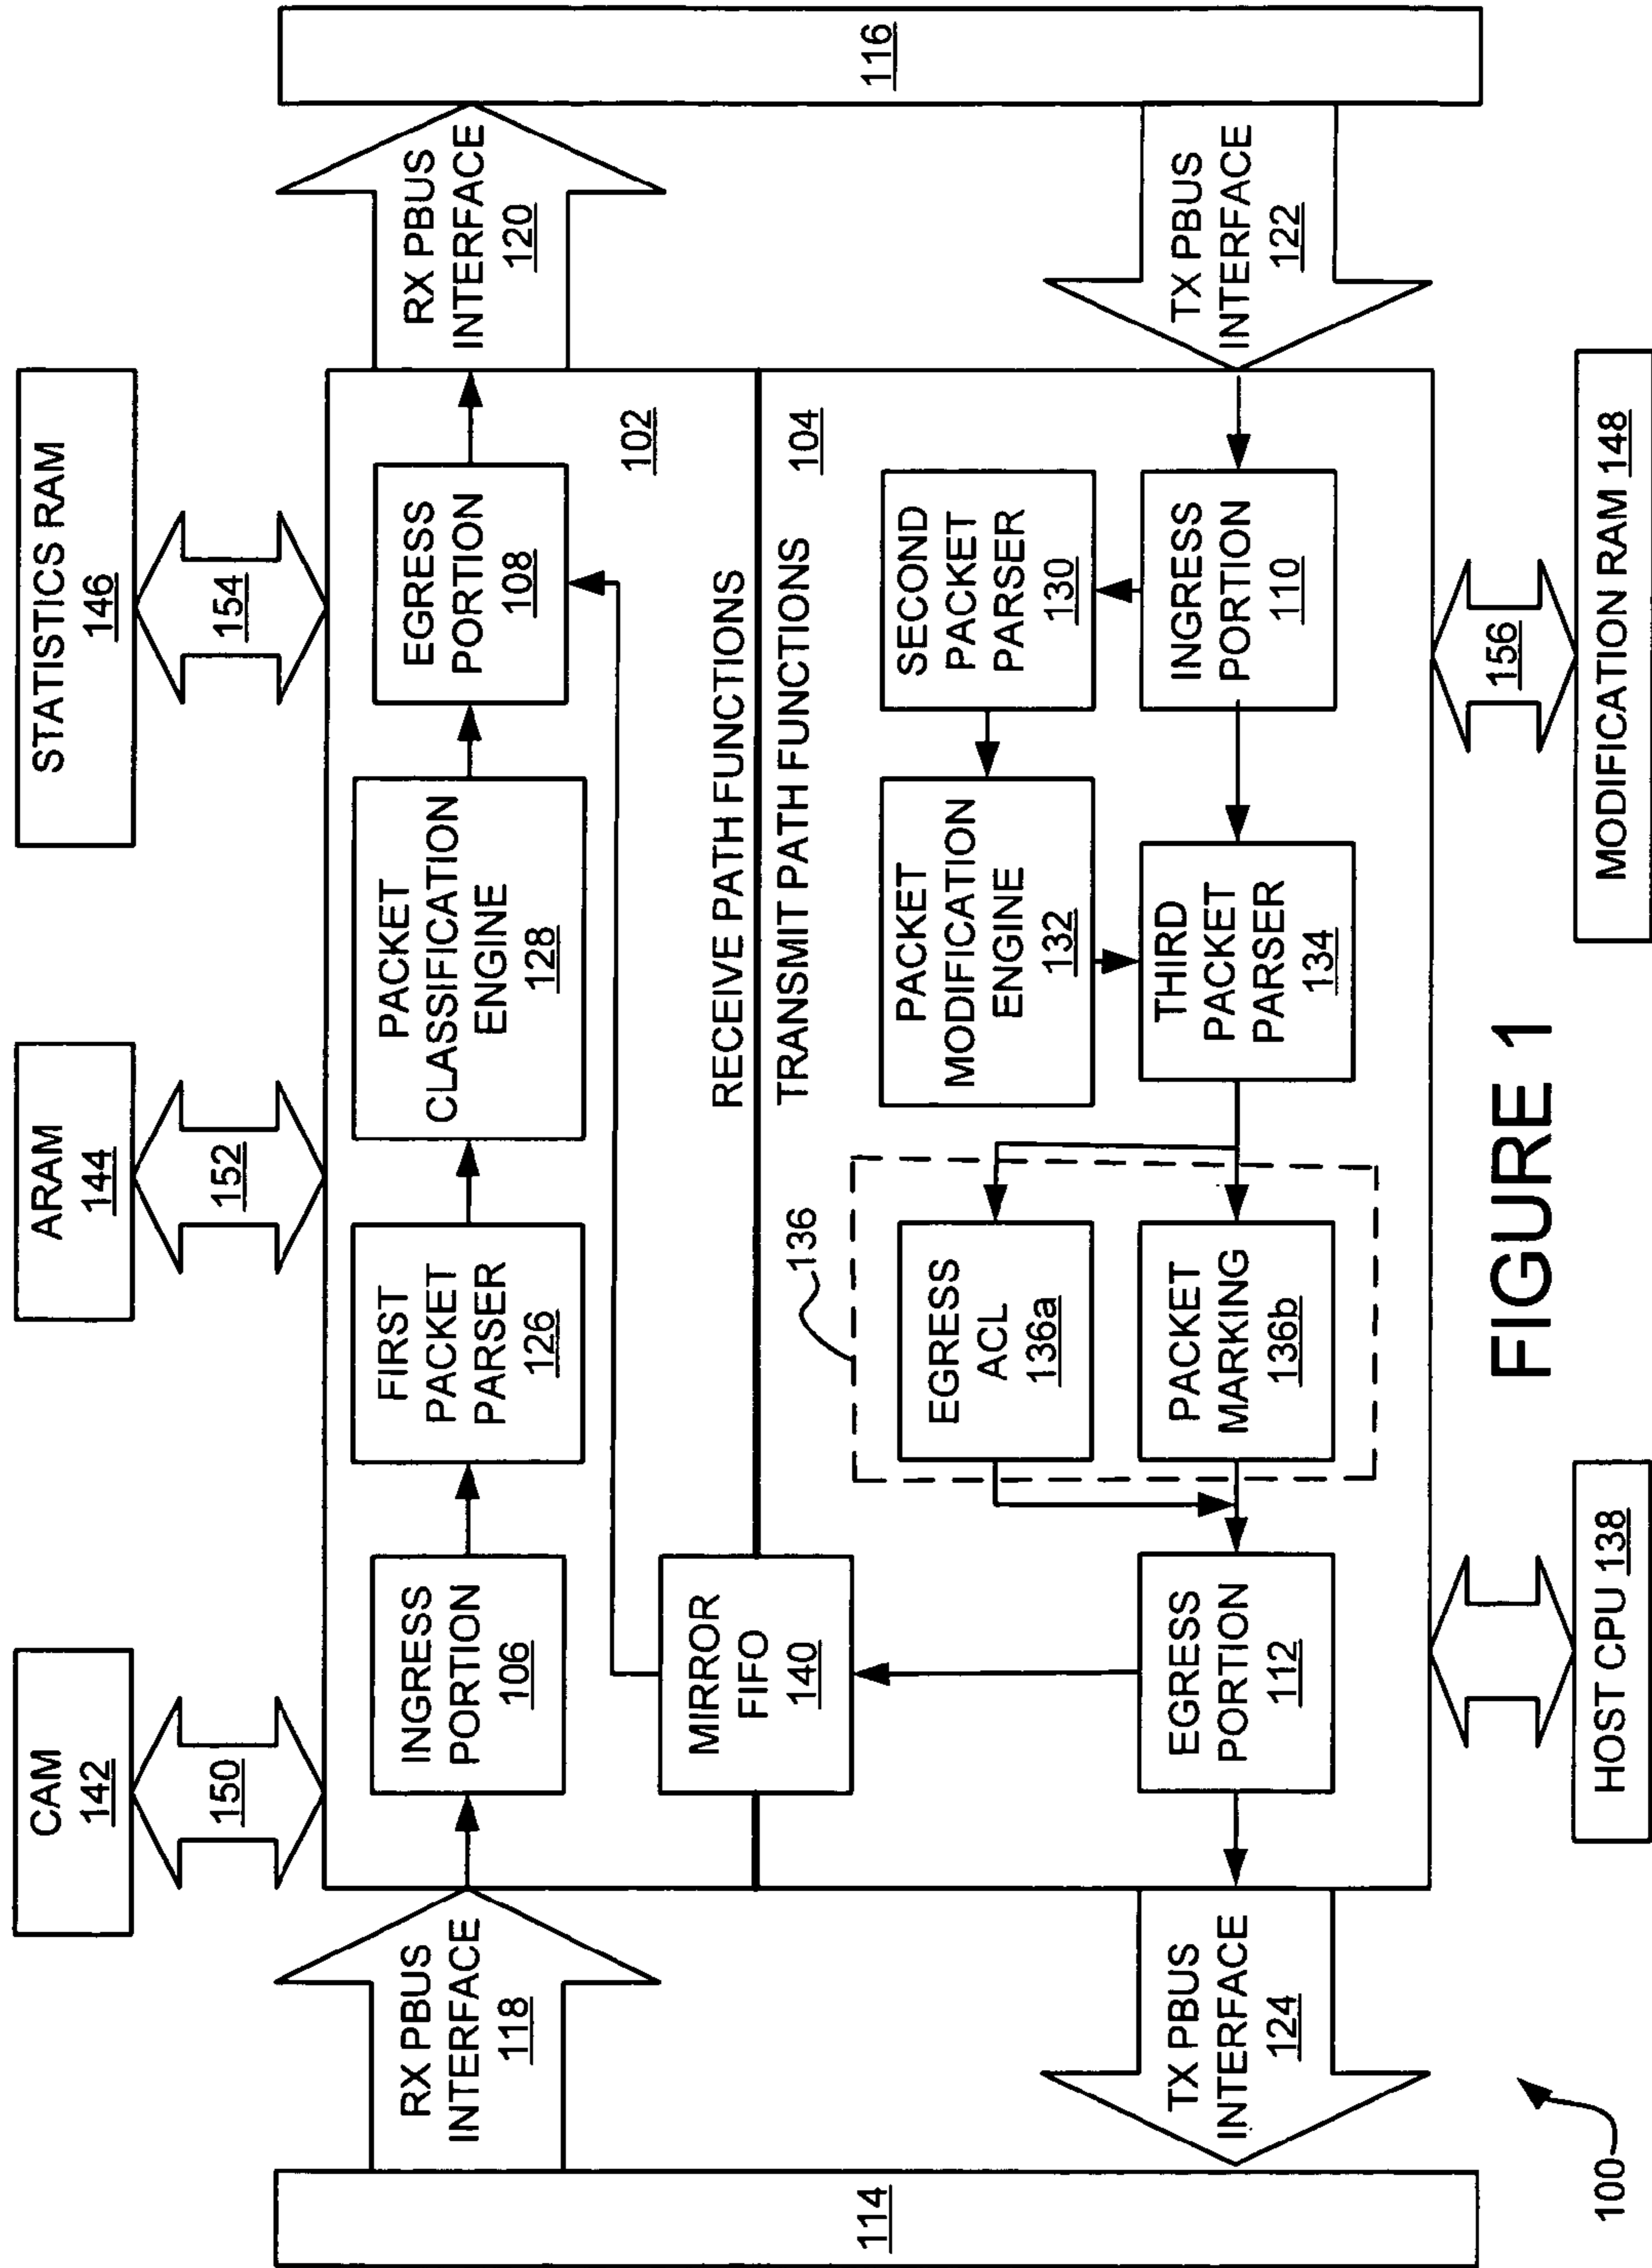 CAM
142
ARAM
144
STATISTICS RAM
146
150
152
154
RX PBUS
INTERFACE
118
INGRESS
PORTION
106
FIRST
PACKET
PARSER
126
PACKET
CLASSIFICATION
ENGINE
128
EGRESS
PORTION
108
RX PBUS
INTERFACE
120
102
RECEIVE PATH FUNCTIONS
TRANSMIT PATH FUNCTIONS
104
MIRROR
FIFO
140
136
EGRESS
ACL
136a
PACKET
MODIFICATION
ENGINE
132
SECOND
PACKET
PARSER
130
TX PBUS
INTERFACE
124
EGRESS
PORTION
112
PACKET
MARKING
136b
THIRD
PACKET
PARSER
134
INGRESS
PORTION
110
TX PBUS
INTERFACE
122
114
116
156
HOST CPU 138
MODIFICATION RAM 148
100
FIGURE 1